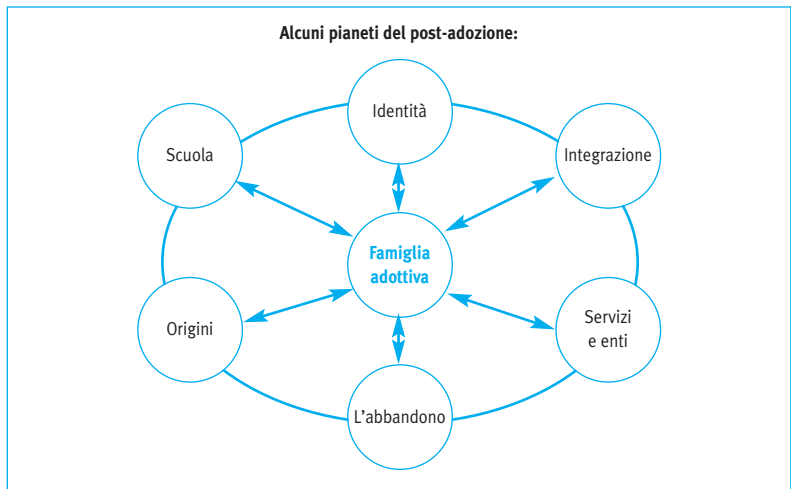 Alcuni pianeti del post-adozione:
Identità
Scuola
Integrazione
Famiglia
adottiva
Origini
Servizi
e enti
L'abbandono